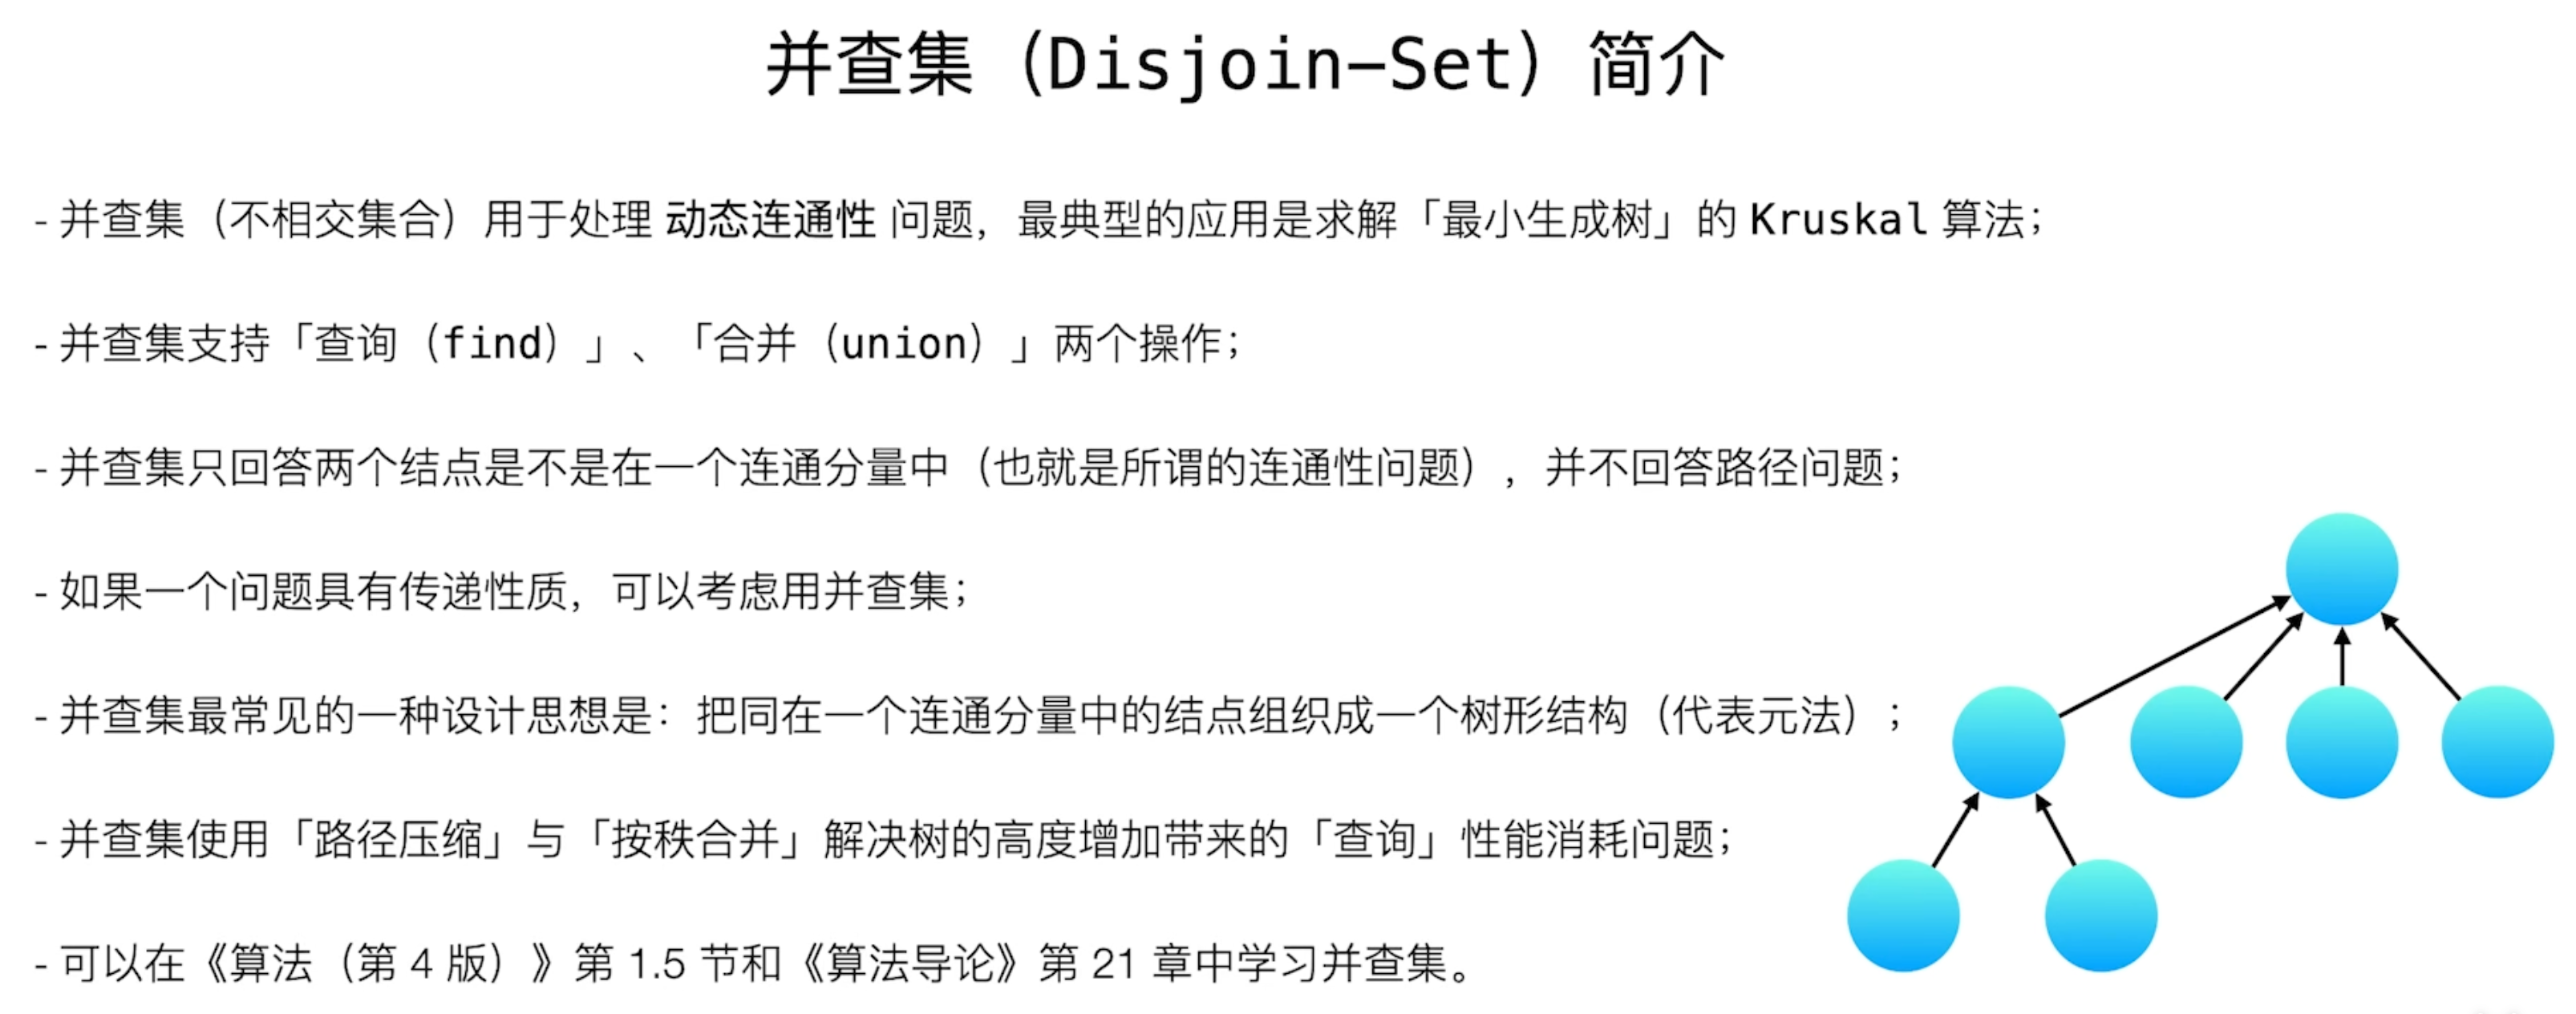 并查集（Disjoin-Set）简介
- 并查集（不相交集合）用于处理 动态连通性 问题，最典型的应用是求解「最小生成树」的 Kruskal 算法；
- 并查集支持「查询（find）」、「合并（union）」两个操作；
- 并查集只回答两个结点是不是在一个连通分量中（也就是所谓的连通性问题），并不回答路径问题；
- 如果一个问题具有传递性质，可以考虑用并查集；
- 并查集最常见的一种设计思想是：把同在一个连通分量中的结点组织成一个树形结构（代表元法）；
- 并查集使用「路径压缩」与「按秩合并」解决树的高度增加带来的「查询」性能消耗问题；
- 可以在《算法（第 4 版）》第 1.5 节和《算法导论》第 21 章中学习并查集。